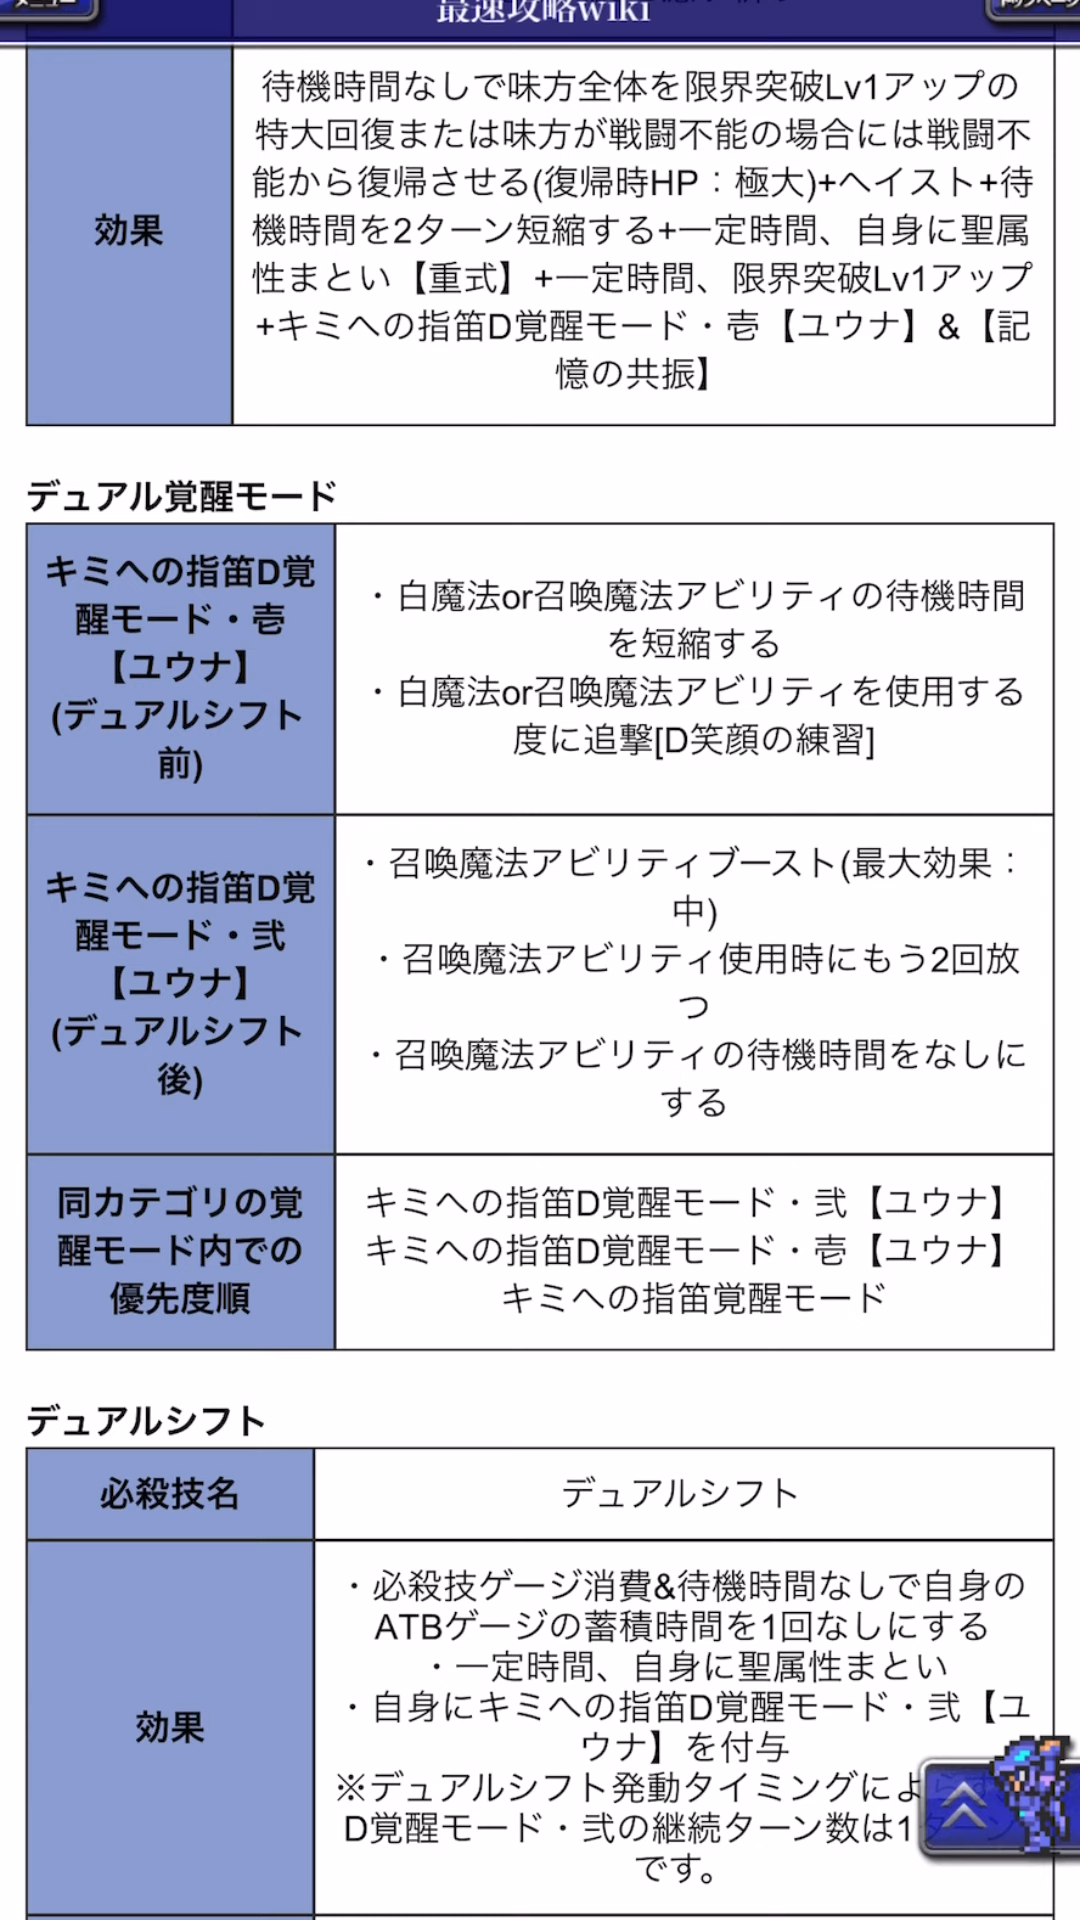 メニュー
最速攻略wiki
効果
待機時間なしで味方全体を限界突破Lv1アップの
特大回復または味方が戦闘不能の場合には戦闘不
能から復帰させる(復帰時HP：極大)+ヘイスト+待
機時間を2ターン短縮する+一定時間、自身に聖属
性まとい【重式】+一定時間、限界突破Lv1アップ
+キミへの指笛D覚醒モード・壱【ユウナ】&【記
憶の共振】
デュアル覚醒モード
キミへの指笛D覚
醒モード・壱
【ユウナ】
(デュアルシフト
前)
・白魔法or召喚魔法アビリティの待機時間
を短縮する
・白魔法or召喚魔法アビリティを使用する
度に追撃[D笑顔の練習]
キミへの指笛D覚
醒モード・弐
【ユウナ】
(デュアルシフト
後)
・召喚魔法アビリティブースト(最大効果：
中)
・召喚魔法アビリティ使用時にもう2回放
つ
・召喚魔法アビリティの待機時間をなしに
する
同カテゴリの覚
醒モード内での
優先度順
キミへの指笛D覚醒モード・弐【ユウナ】
キミへの指笛D覚醒モード・壱【ユウナ】
キミへの指笛覚醒モード
デュアルシフト
必殺技名
デュアルシフト
効果
・必殺技ゲージ消費&待機時間なしで自身の
ATBゲージの蓄積時間を1回なしにする
・一定時間、自身に聖属性まとい
・自身にキミへの指笛D覚醒モード・弐【ユ
ウナ】を付与
※デュアルシフト発動タイミングによらず、
D覚醒モード・弐の継続ターン数は1ターン
です。